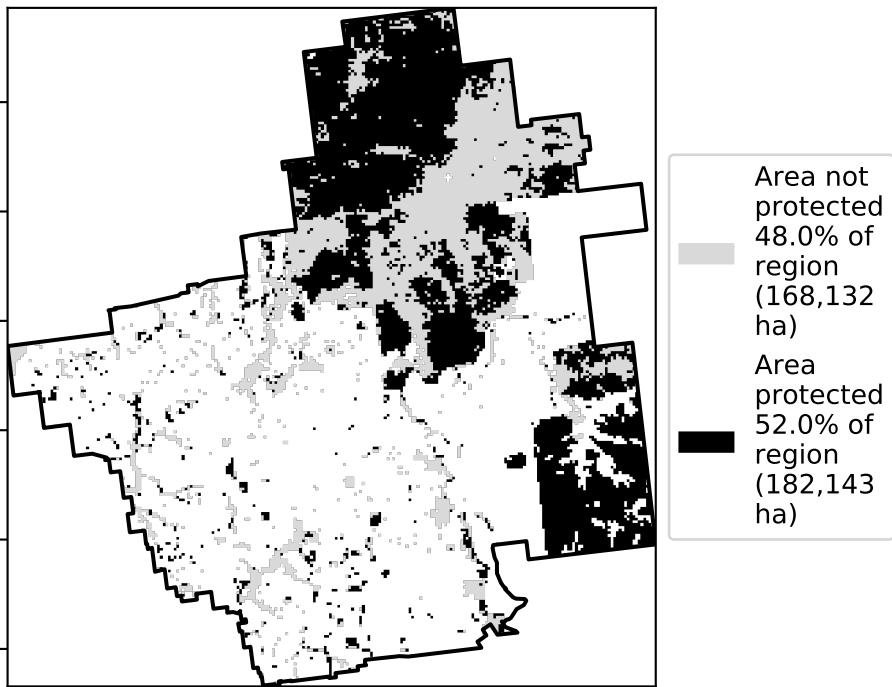 Area not
protected
48.0% of
region
(168,132
ha)
Area
protected
52.0% of
region
(182,143
ha)